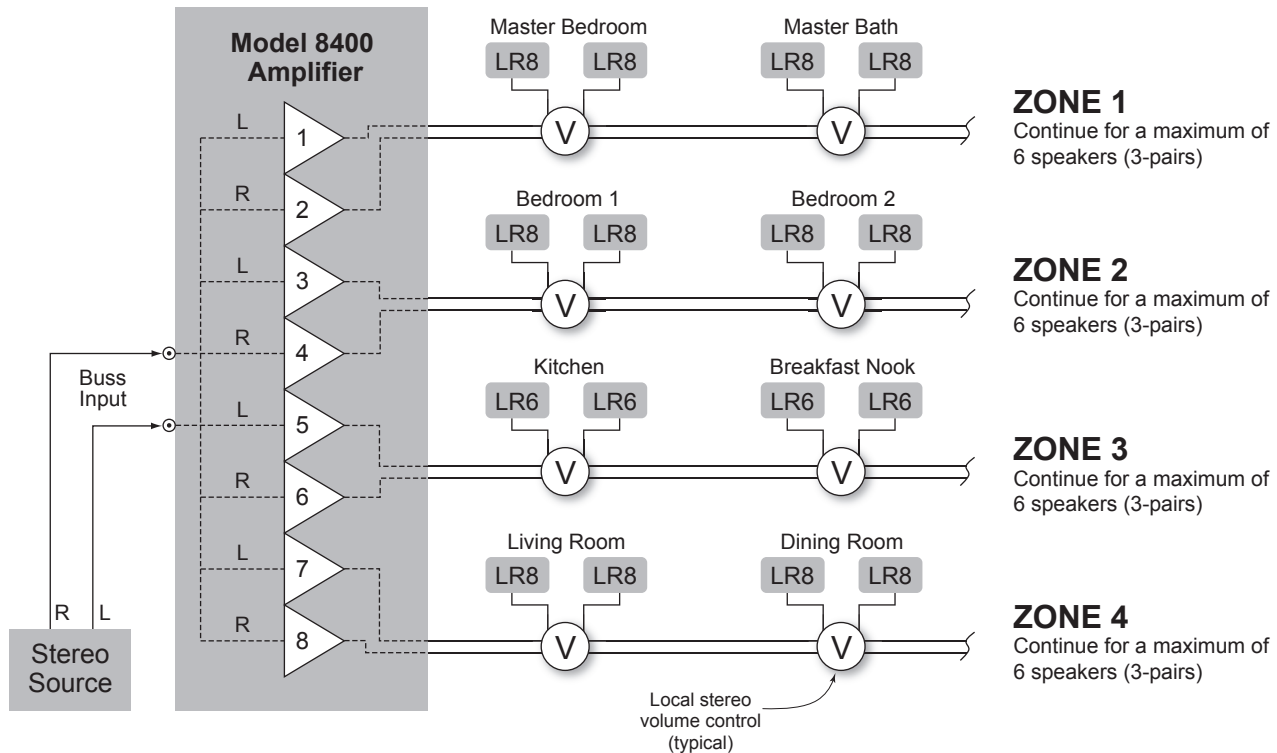 Model 8400
Amplifier
L
1
R
2
L
3
R
4
L
5
R
6
L
7
R
8
Buss
Input
R
L
Stereo
Source
Master Bedroom
LR8
LR8
V
Master Bath
LR8
LR8
V
ZONE 1
Continue for a maximum of
6 speakers (3-pairs)
Bedroom 1
LR8
LR8
V
Bedroom 2
LR8
LR8
V
ZONE 2
Continue for a maximum of
6 speakers (3-pairs)
Kitchen
LR6
LR6
V
Breakfast Nook
LR6
LR6
V
ZONE 3
Continue for a maximum of
6 speakers (3-pairs)
Living Room
LR8
LR8
V
Dining Room
LR8
LR8
V
ZONE 4
Continue for a maximum of
6 speakers (3-pairs)
Local stereo
volume control
(typical)